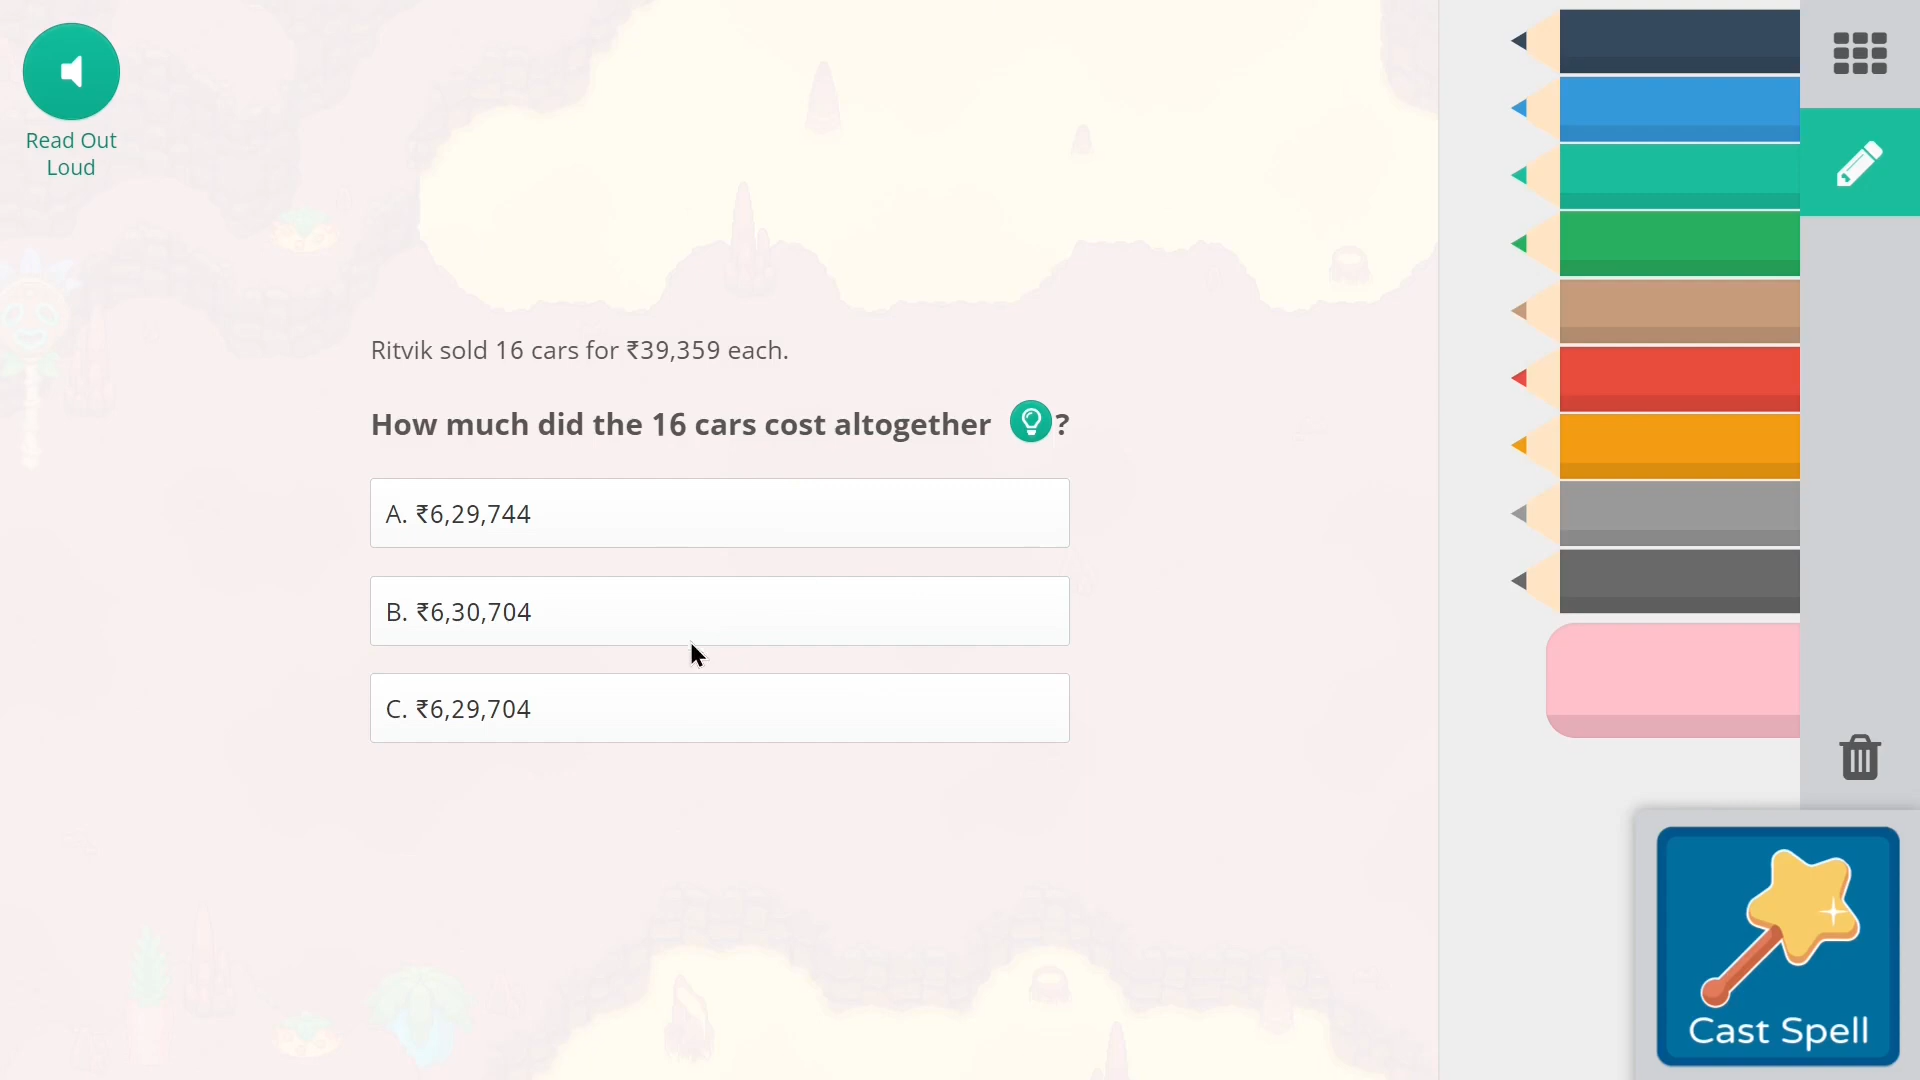 Read Out
Loud
Ritvik sold 16 cars for ₹39,359 each.
How much did the 16 cars cost altogether ?
A. ₹6,29,744
B. ₹6,30,704
C. ₹6,29,704
Cast Spell